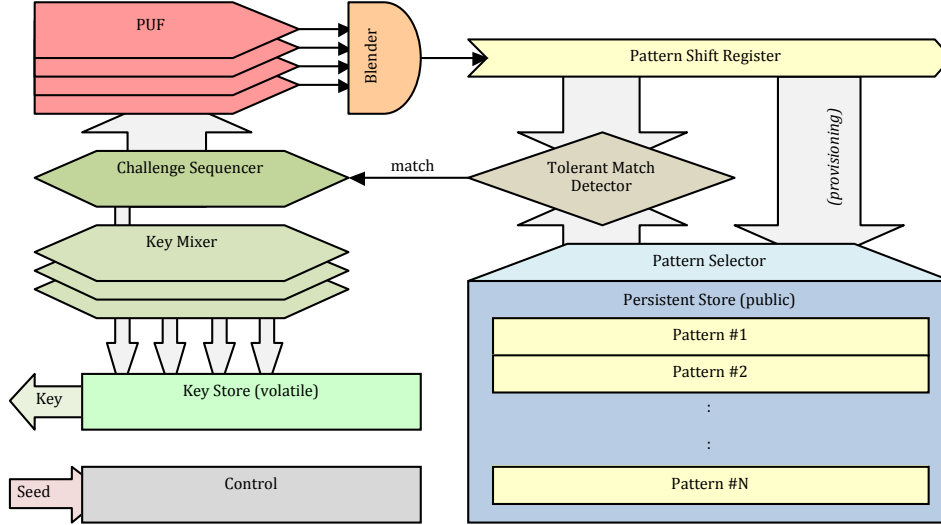 PUF
Blender
Pattern Shift Register
(provisioning)
Challenge Sequencer
match
Tolerant Match
Detector
Key Mixer
Pattern Selector
Persistent Store (public)
Pattern #1
Pattern #2
:
:
Pattern #N
Key
Key Store (volatile)
Seed
Control